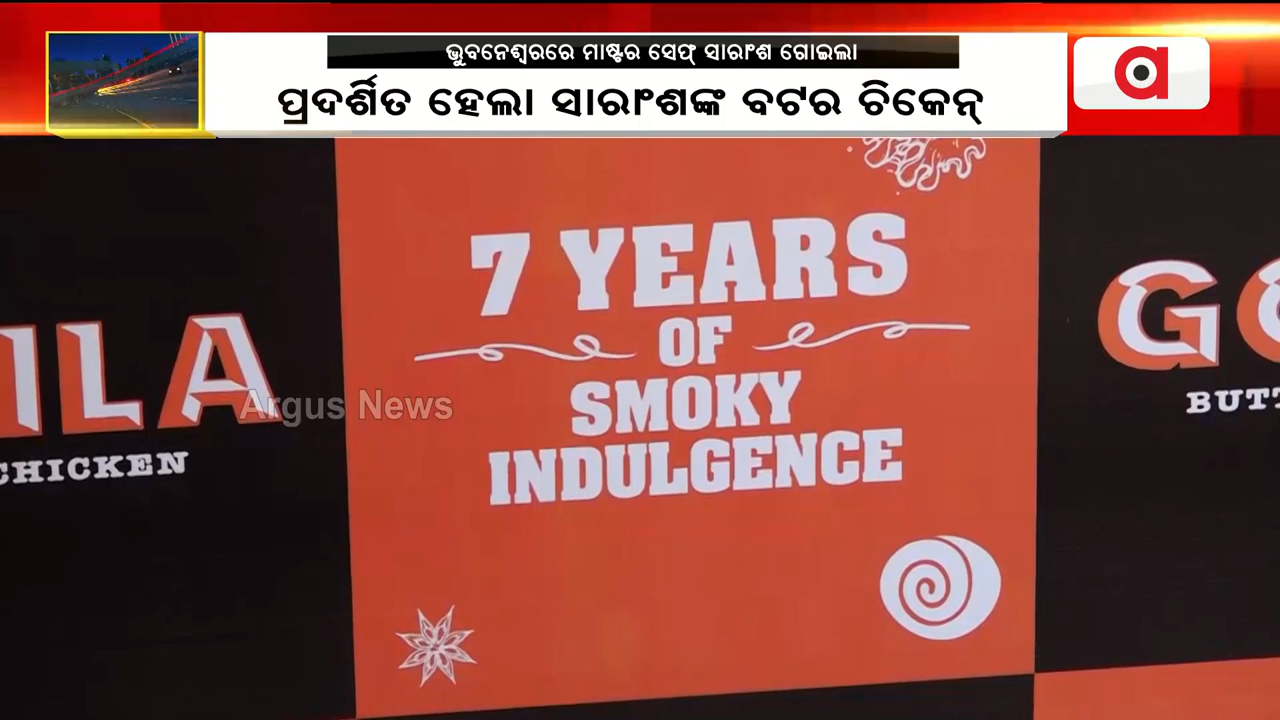 ଭୁବନେଶ୍ୱରରେ ମାଷ୍ଟର ସେଫ୍ ସାରାଂଶ ଗୋଇଲା
ପ୍ରଦର୍ଶିତ ହେଲା ସାରାଂଶଙ୍କ ବଟର ଚିକେନ୍
a
7 YEARS
OF
SMOKY
INDULGENCE
ILA
CHICKEN
GO
BUTT
Argus News